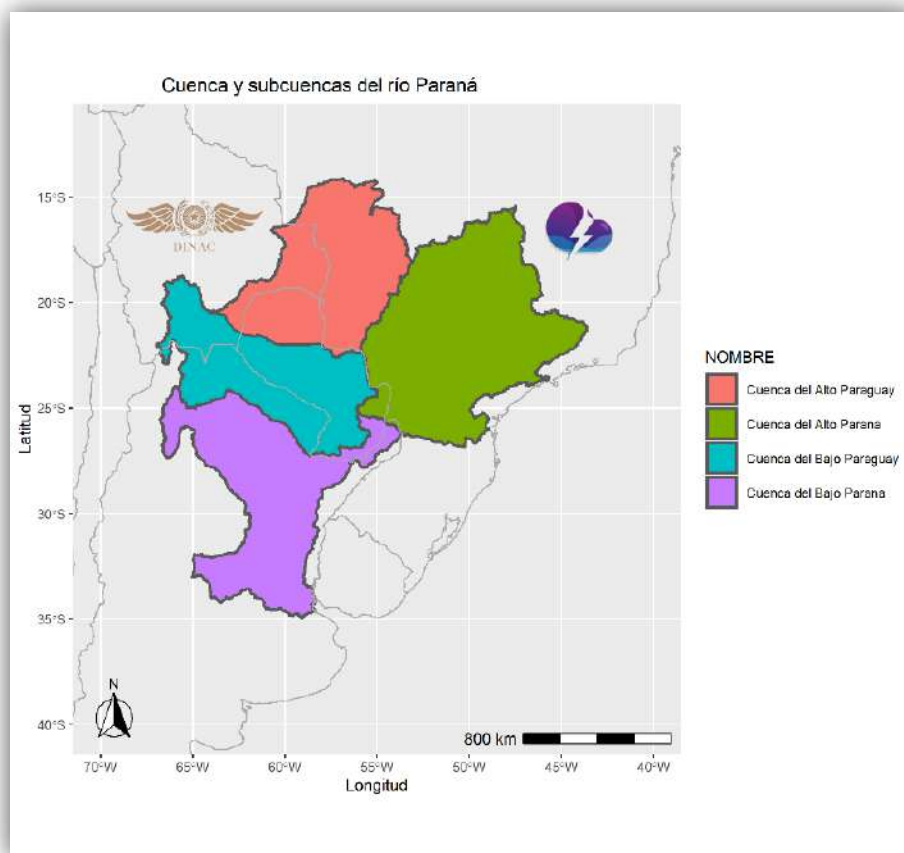 Cuenca y subcuencas del río Paraná
15°S
20°S
25°S
30°S
35°S
40°S
Latitud
DINAC
N
800 km
70°W
65°W
60°W
55°W
50°W
45°W
40°W
Longitud
NOMBRE
Cuenca del Alto Paraguay
Cuenca del Alto Parana
Cuenca del Bajo Paraguay
Cuenca del Bajo Parana